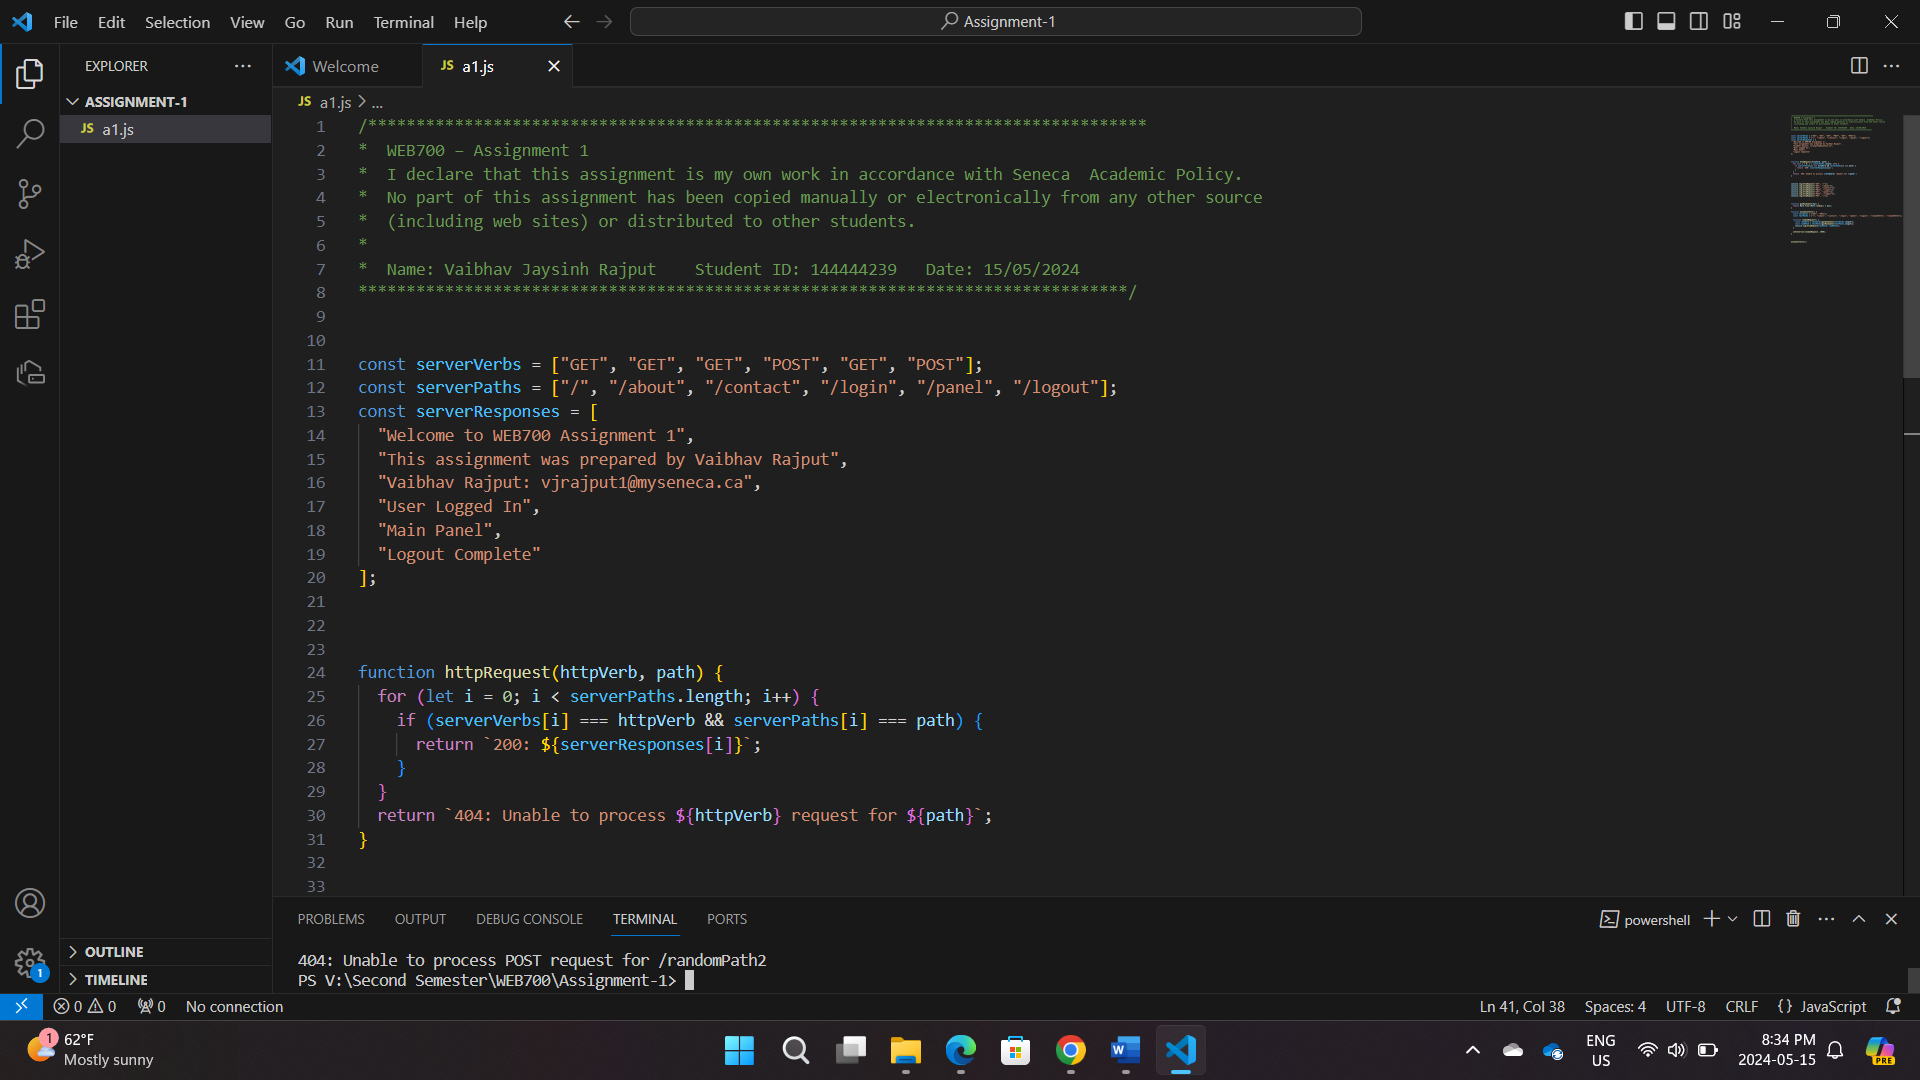 File Edit Selection View Go Run Terminal Help
Assignment-1
EXPLORER
ASSIGNMENT-1
JS a1.js
OUTLINE
TIMELINE
Welcome
JS a1.js
JS a1.js > ...
1 /*********************************************************************************
2 *  WEB700 – Assignment 1
3 *  I declare that this assignment is my own work in accordance with Seneca  Academic Policy.
4 *  No part of this assignment has been copied manually or electronically from any other source
5 *  (including web sites) or distributed to other students.
6 *
7 *  Name: Vaibhav Jaysinh Rajput    Student ID: 144444239   Date: 15/05/2024
8 ********************************************************************************/
9
10
11 const serverVerbs = ["GET", "GET", "GET", "POST", "GET", "POST"];
12 const serverPaths = ["/", "/about", "/contact", "/login", "/panel", "/logout"];
13 const serverResponses = [
14   "Welcome to WEB700 Assignment 1",
15   "This assignment was prepared by Vaibhav Rajput",
16   "Vaibhav Rajput: vjrajput1@myseneca.ca",
17   "User Logged In",
18   "Main Panel",
19   "Logout Complete"
20 ];
21
22
23
24 function httpRequest(httpVerb, path) {
25   for (let i = 0; i < serverPaths.length; i++) {
26     if (serverVerbs[i] === httpVerb && serverPaths[i] === path) {
27       return `200: ${serverResponses[i]}`;
28     }
29   }
30   return `404: Unable to process ${httpVerb} request for ${path}`;
31 }
32
33
PROBLEMS OUTPUT DEBUG CONSOLE TERMINAL PORTS
powershell
404: Unable to process POST request for /randomPath2
PS V:\Second Semester\WEB700\Assignment-1>
1
0 0 0 No connection
Ln 41, Col 38 Spaces: 4 UTF-8 CRLF {} JavaScript
1
62°F
Mostly sunny
W
ENG
US
8:34 PM
2024-05-15
PRE